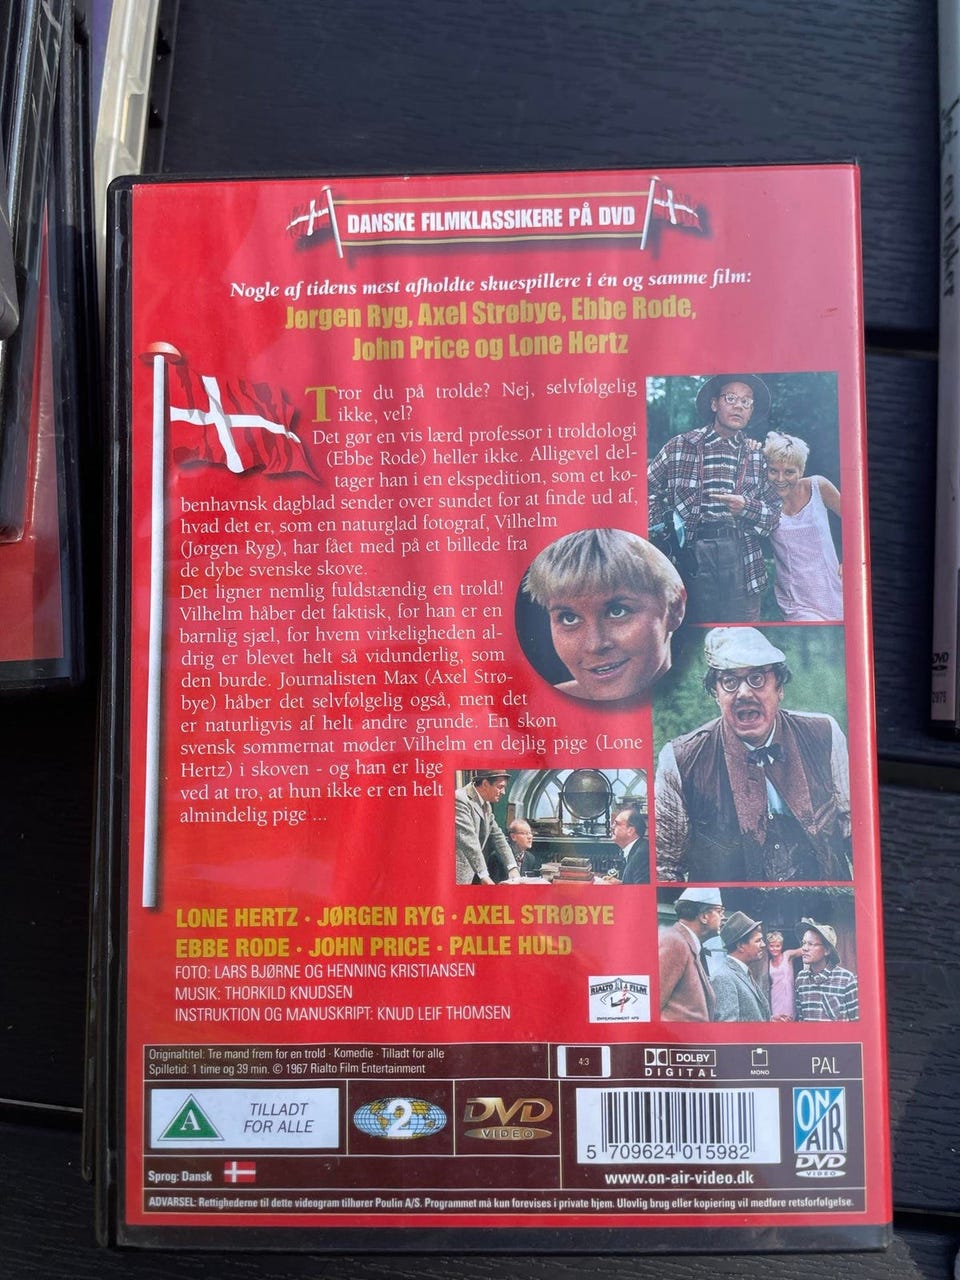 DANSKE FILMKLASSIKERE PÅ DVD
Nogle af tidens mest afholdte skuespillere i én og samme film:
Jørgen Ryg, Axel Strøbye, Ebbe Rode,
John Price og Lone Hertz
Tror du på trolde? Nej, selvfølgelig
ikke, vel?
Det gør en vis lærd professor i troldologi
(Ebbe Rode) heller ikke. Alligevel del-
tager han i en ekspedition, som et kø-
benhavnsk dagblad sender over sundet for at finde ud af,
hvad det er, som en naturglad fotograf, Vilhelm
(Jørgen Ryg), har fået med på et billede fra
de dybe svenske skove.
Det ligner nemlig fuldstændig en trold!
Vilhelm håber det faktisk, for han er en
barnlig sjæl, for hvem virkeligheden al-
drig er blevet helt så vidunderlig, som
den burde. Journalisten Max (Axel Strø-
bye) håber det selvfølgelig også, men det
er naturligvis af helt andre grunde. En skøn
svensk sommernat møder Vilhelm en dejlig pige (Lone
Hertz) i skoven - og han er lige
ved at tro, at hun ikke er en helt
almindelig pige ...
LONE HERTZ · JØRGEN RYG · AXEL STRØBYE
EBBE RODE · JOHN PRICE · PALLE HULD
FOTO: LARS BJØRNE OG HENNING KRISTIANSEN
MUSIK: THORKILD KNUDSEN
INSTRUKTION OG MANUSKRIPT: KNUD LEIF THOMSEN
RIALTO FILM
ENTERTAINMENT APS
Originaltitel: Tre mand frem for en trold · Komedie · Tilladt for alle
Spilletid: 1 time og 39 min. © 1967 Rialto Film Entertainment
4:3
DOLBY
DIGITAL
MONO
PAL
A
TILLADT
FOR ALLE
2
DVD
VIDEO
5 709624 015982
www.on-air-video.dk
ON
AIR
DVD
VIDEO
Sprog: Dansk
ADVARSEL: Rettighederne til dette videogram tilhører Poulin A/S. Programmet må kun forevises i private hjem. Ulovlig brug eller kopiering vil medføre retsforfølgelse.